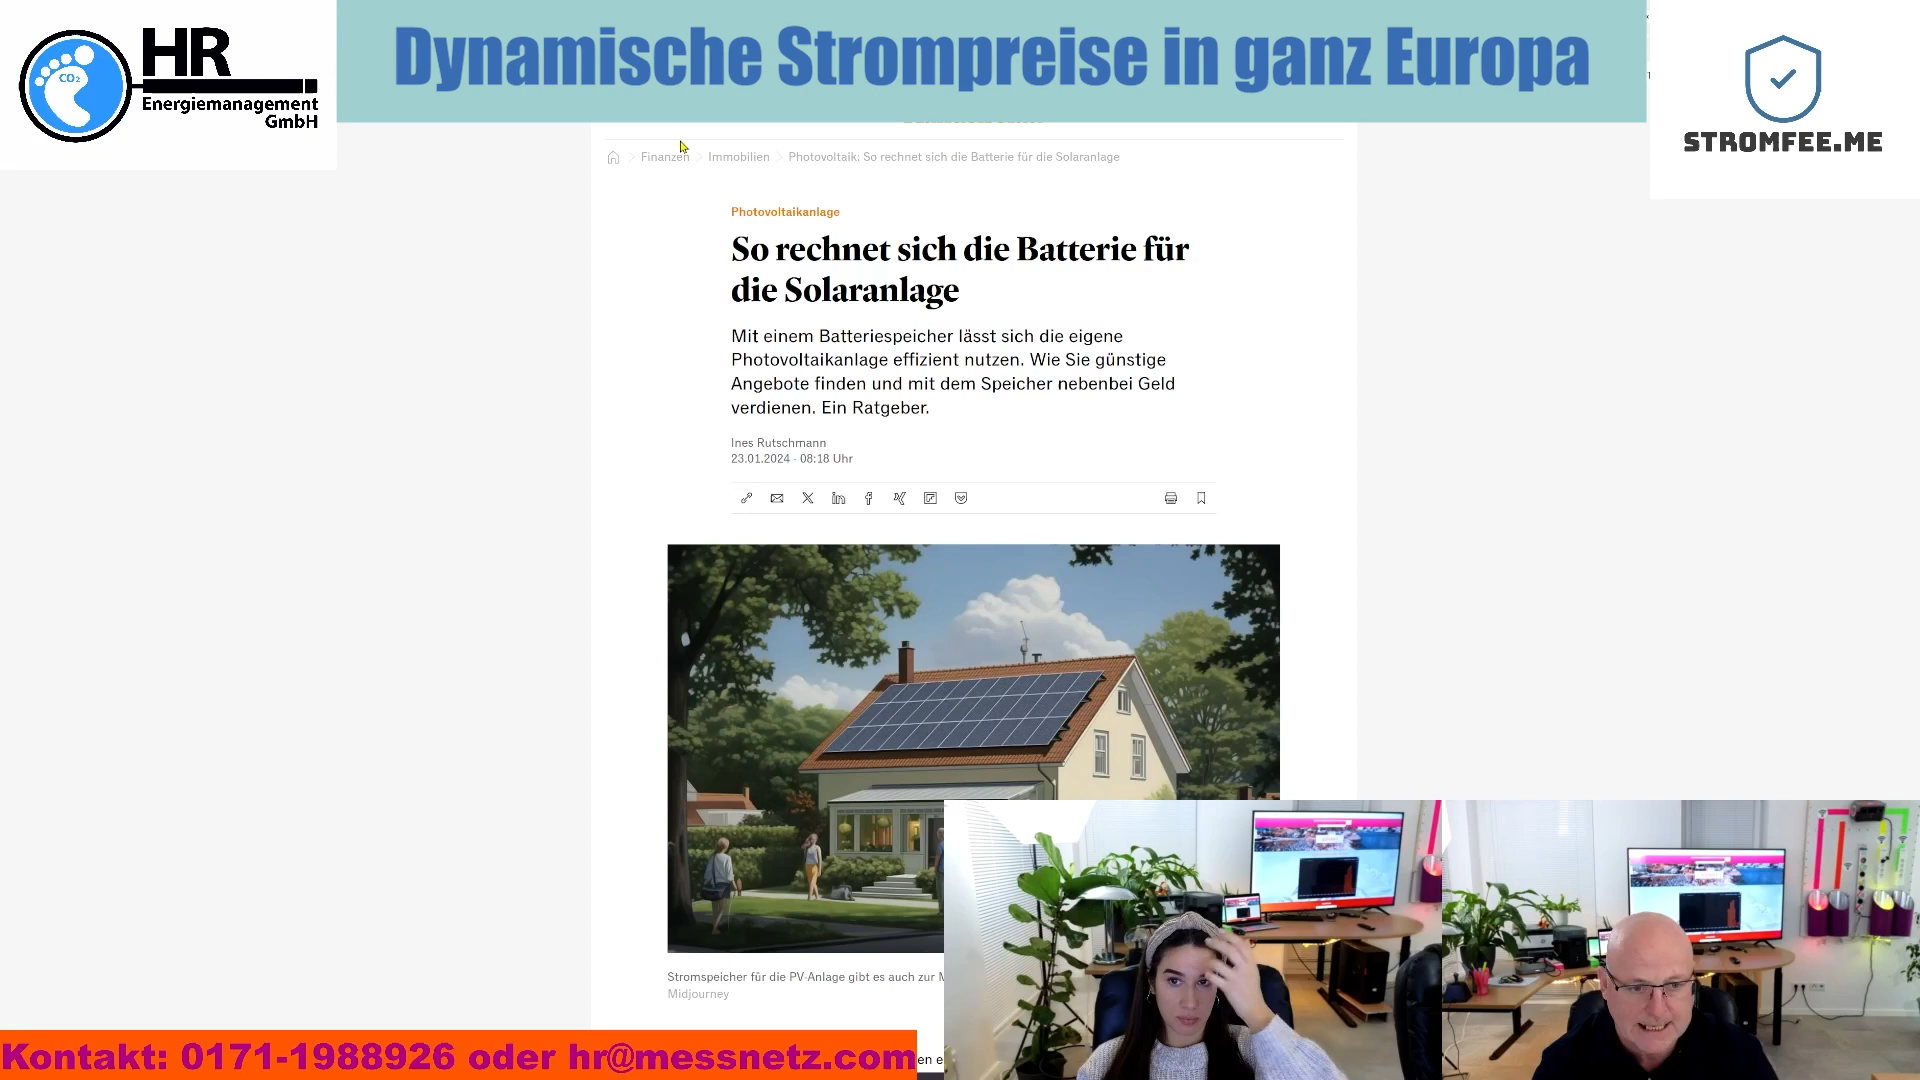 HR
CO₂
Energiemanagement
GmbH
Dynamische Strompreise in ganz Europa
STROMFEE.ME
Finanzen Immobilien Photovoltaik: So rechnet sich die Batterie für die Solaranlage
Photovoltaikanlage
So rechnet sich die Batterie für
die Solaranlage
Mit einem Batteriespeicher lässt sich die eigene
Photovoltaikanlage effizient nutzen. Wie Sie günstige
Angebote finden und mit dem Speicher nebenbei Geld
verdienen. Ein Ratgeber.
Ines Rutschmann
23.01.2024 - 08:18 Uhr
Stromspeicher für die PV-Anlage gibt es auch zur
Midjourney
Kontakt: 0171-1988926 oder hr@messnetz.com